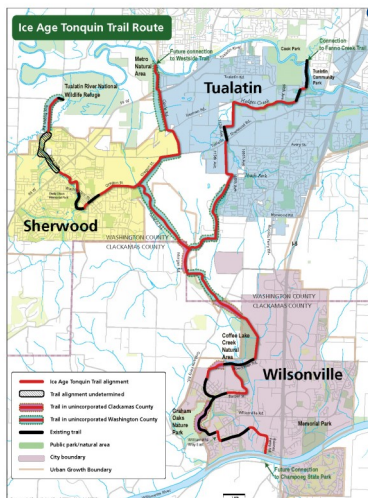 Ice Age Tonquin Trail Route
Future connection
to Westside Trail
Connection
to Fanno Creek Trail
Cook Park
Metro
Natural
Area
Tualatin
Tualatin
Community
Park
Tualatin River National
Wildlife Refuge
Sherwood
WASHINGTON COUNTY
CLACKAMAS COUNTY
I-5
WASHINGTON COUNTY
CLACKAMAS COUNTY
Coffee Lake
Creek
Natural
Area
Wilsonville
Graham
Oaks
Nature
Park
Memorial Park
Future Connection
to Champoeg State Park
Ice Age Tonquin Trail alignment
Trail alignment undetermined
Trail in unincorporated Clackamas County
Trail in unincorporated Washington County
Existing trail
Public park/natural area
City boundary
Urban Growth Boundary